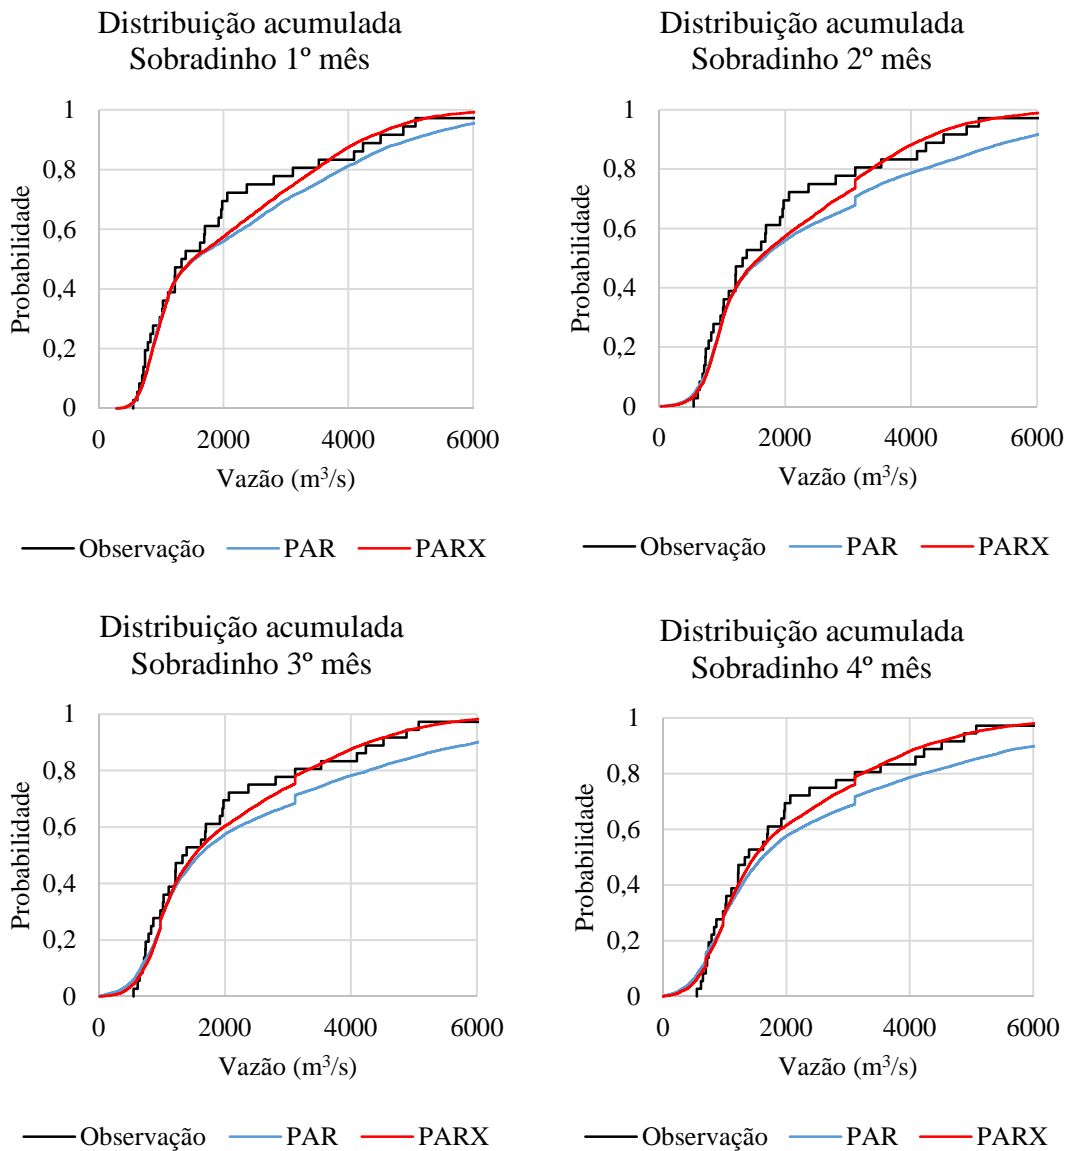 Distribuição acumulada
Sobradinho 1º mês
1
0,8
0,6
0,4
0,2
0
Probabilidade
0 2000 4000 6000
Vazão (m³/s)
Observação PAR PARX
Distribuição acumulada
Sobradinho 2º mês
1
0,8
0,6
0,4
0,2
0
Probabilidade
0 2000 4000 6000
Vazão (m³/s)
Observação PAR PARX
Distribuição acumulada
Sobradinho 3º mês
1
0,8
0,6
0,4
0,2
0
Probabilidade
0 2000 4000 6000
Vazão (m³/s)
Observação PAR PARX
Distribuição acumulada
Sobradinho 4º mês
1
0,8
0,6
0,4
0,2
0
Probabilidade
0 2000 4000 6000
Vazão (m³/s)
Observação PAR PARX